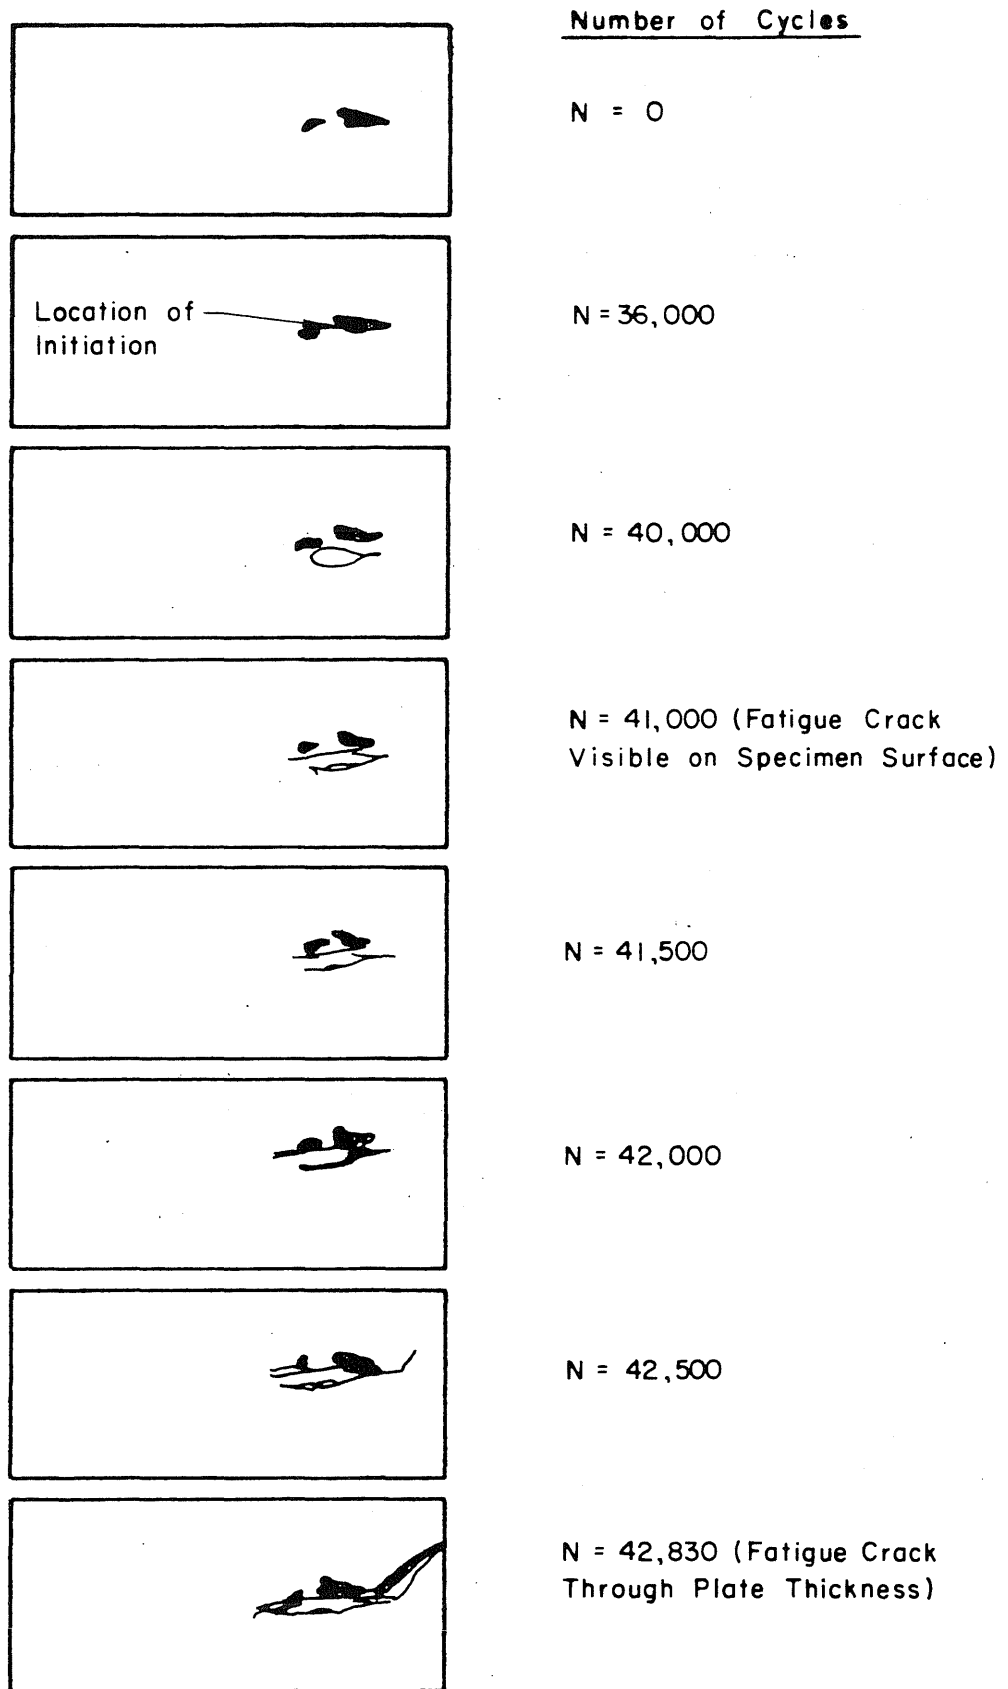 Number of Cycles
N = 0
Location of
Initiation
N = 36,000
N = 40,000
N = 41,000 (Fatigue Crack
Visible on Specimen Surface)
N = 41,500
N = 42,000
N = 42,500
N = 42,830 (Fatigue Crack
Through Plate Thickness)